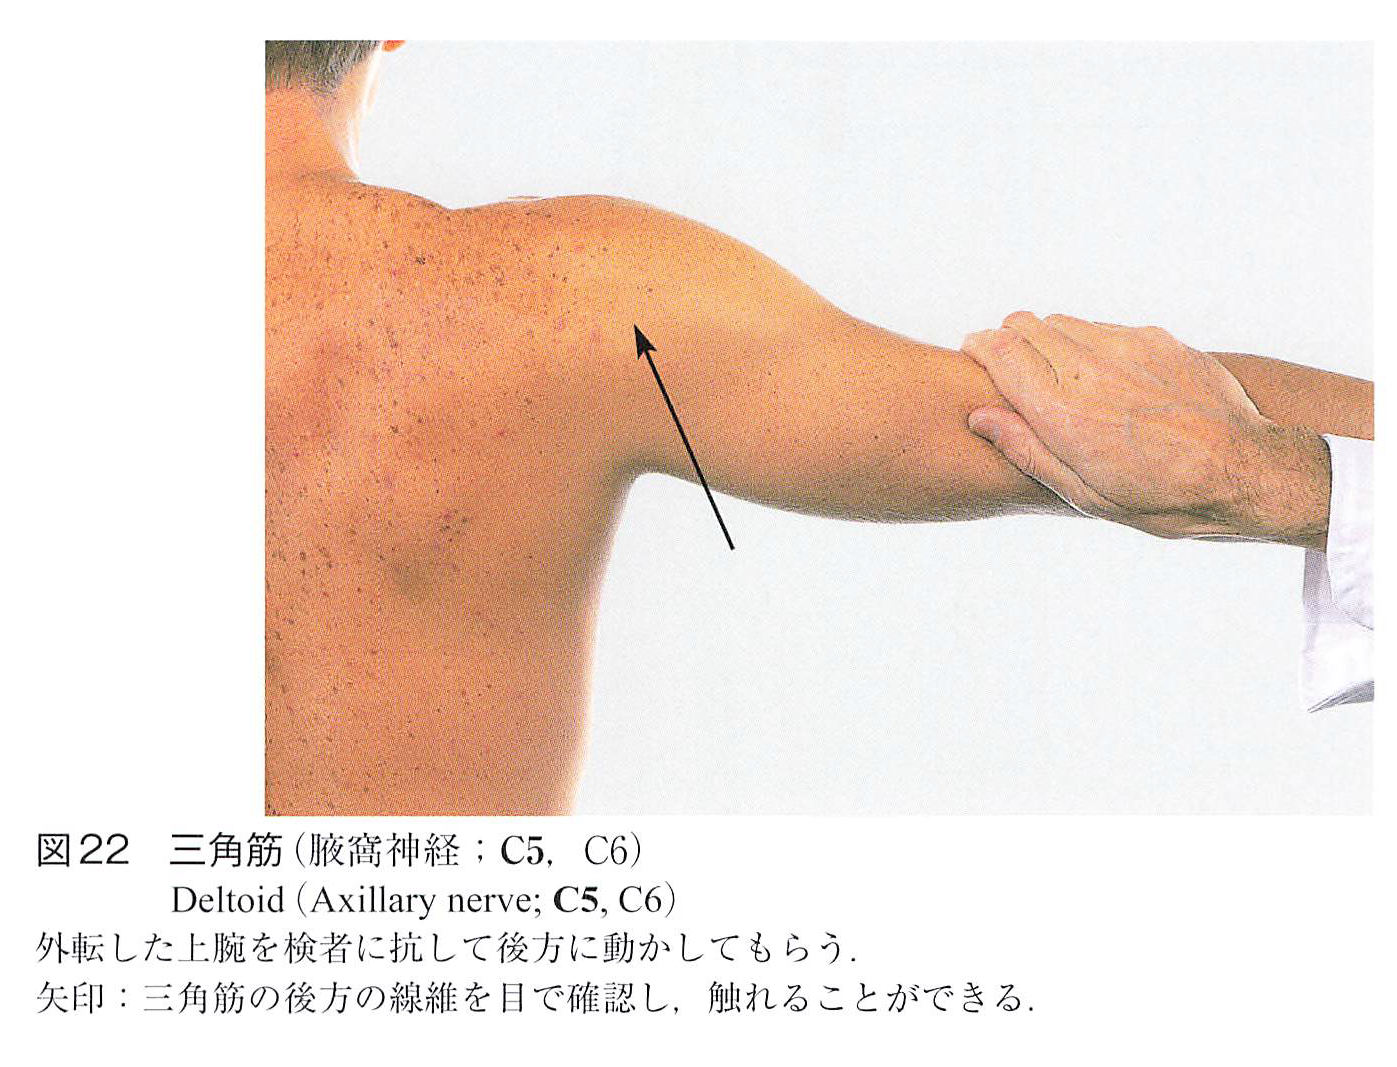 図22 三角筋（腋窩神経；C5, C6）
Deltoid（Axillary nerve; C5, C6）
外転した上腕を検者に抗して後方に動かしてもらう．
矢印：三角筋の後方の線維を目で確認し，触れることができる．